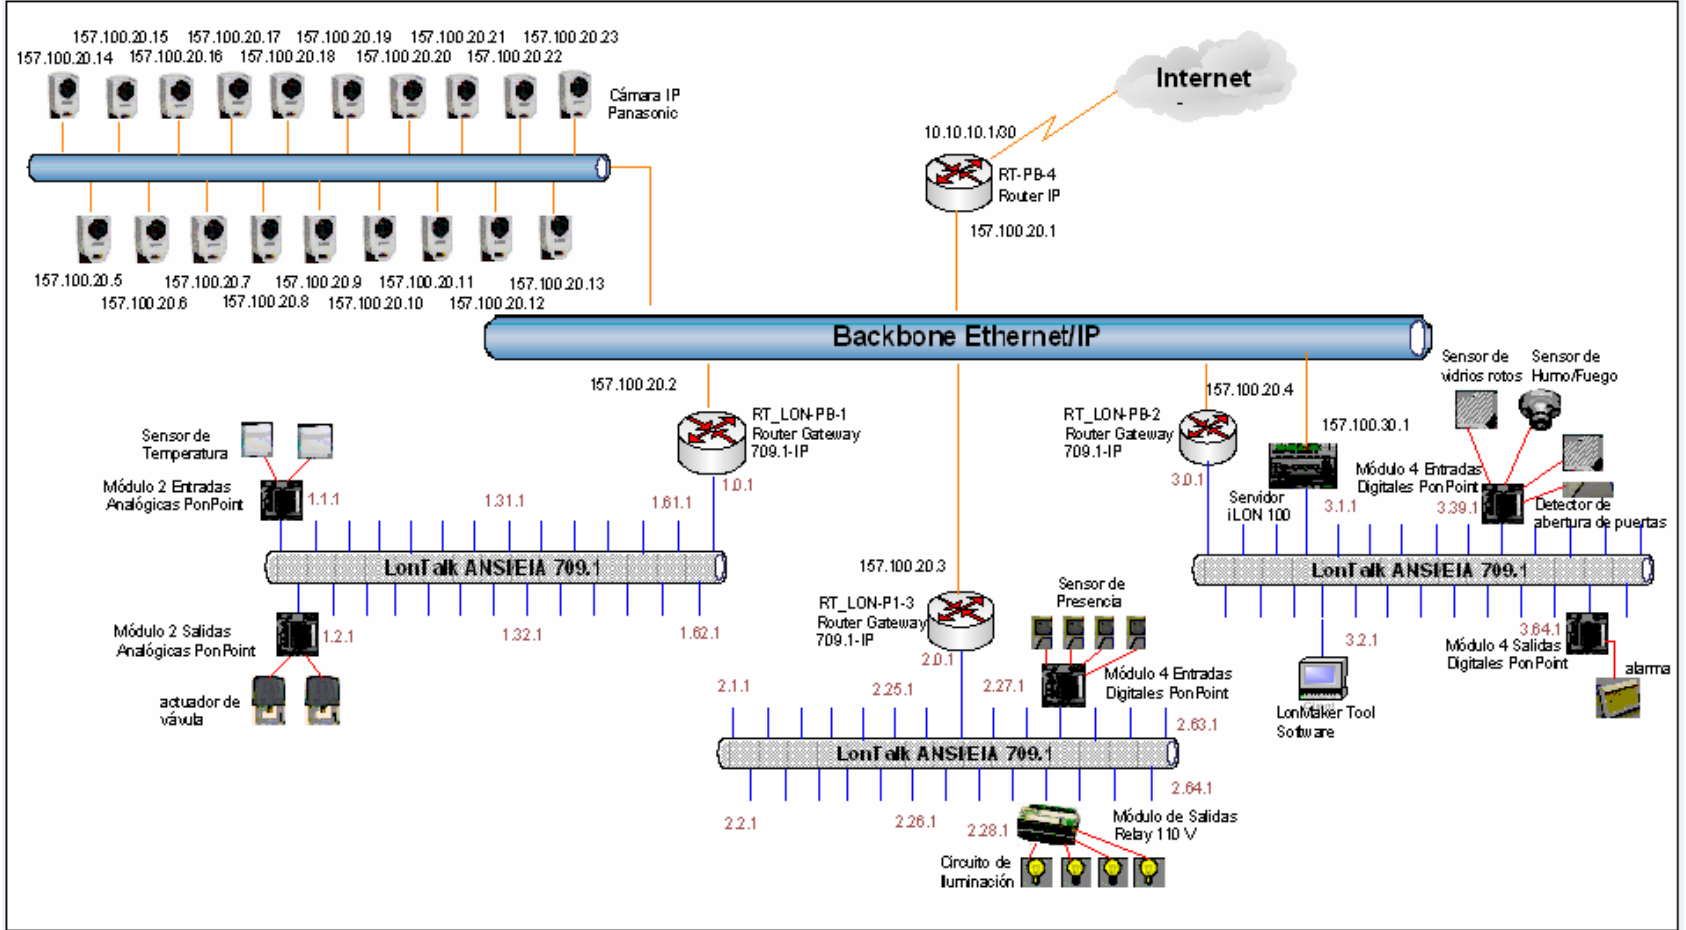 157.100.20.15
157.100.20.17
157.100.20.19
157.100.20.21
157.100.20.23
157.100.20.14
157.100.20.16
157.100.20.18
157.100.20.20
157.100.20.22
Cámara IP
Panasonic
Internet
10.10.10.1/30
RT-PB-4
Router IP
157.100.20.1
157.100.20.5
157.100.20.7
157.100.20.9
157.100.20.11
157.100.20.13
157.100.20.6
157.100.20.8
157.100.20.10
157.100.20.12
Backbone Ethernet/IP
157.100.20.2
RT_LON-PB-1
Router Gateway
709.1-IP
1.0.1
Sensor de
Temperatura
Módulo 2 Entradas
Analógicas PonPoint
1.1.1
1.31.1
1.61.1
LonTalk ANSI/EIA 709.1
Módulo 2 Salidas
Analógicas PonPoint
1.2.1
1.32.1
1.62.1
actuador de
vávula
157.100.20.3
RT_LON-P1-3
Router Gateway
709.1-IP
2.0.1
Sensor de
Presencia
Módulo 4 Entradas
Digitales PonPoint
2.1.1
2.25.1
2.27.1
2.63.1
LonTalk ANSI/EIA 709.1
2.64.1
2.2.1
2.26.1
2.28.1
Módulo de Salidas
Relay 110 V
Circuito de
Iluminación
157.100.20.4
RT_LON-PB-2
Router Gateway
709.1-IP
3.0.1
157.100.30.1
Servidor
iLON 100
3.1.1
Sensor de
vidrios rotos
Sensor de
Humo/Fuego
Módulo 4 Entradas
Digitales PonPoint
3.39.1
Detector de
abertura de puertas
LonTalk ANSI/EIA 709.1
3.2.1
3.64.1
Módulo 4 Salidas
Digitales PonPoint
alarma
LonMaker Tool
Software